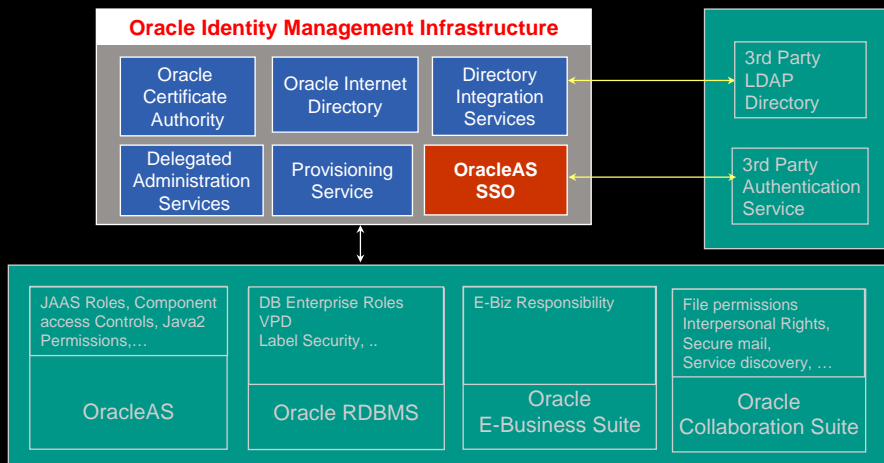 Oracle Identity Management Infrastructure
Oracle
Certificate
Authority
Oracle Internet
Directory
Directory
Integration
Services
Delegated
Administration
Services
Provisioning
Service
OracleAS
SSO
3rd Party
LDAP
Directory
3rd Party
Authentication
Service
JAAS Roles, Component
access Controls, Java2
Permissions,…
OracleAS
DB Enterprise Roles
VPD
Label Security, ..
Oracle RDBMS
E-Biz Responsibility
Oracle
E-Business Suite
File permissions
Interpersonal Rights,
Secure mail,
Service discovery, …
Oracle
Collaboration Suite